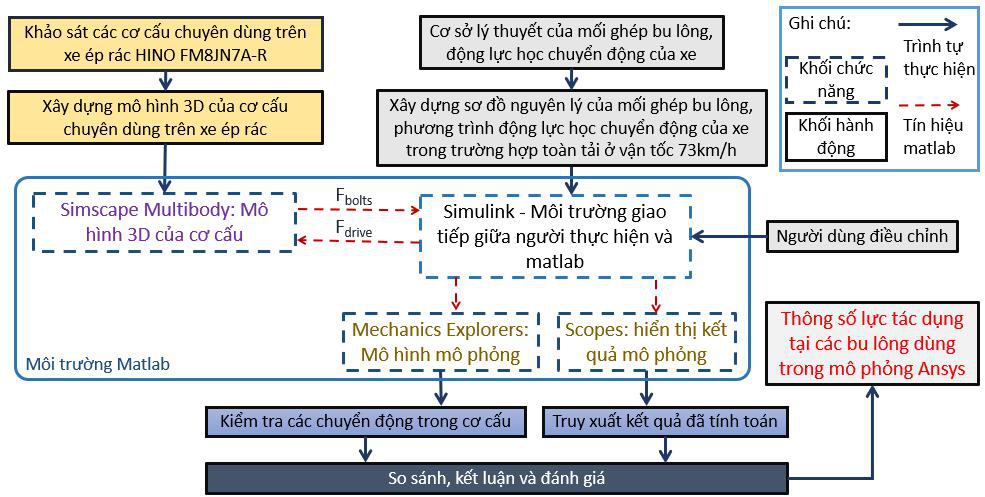 Khảo sát các cơ cấu chuyên dùng trên
xe ép rác HINO FM8JN7A-R
Xây dựng mô hình 3D của cơ cấu
chuyên dùng trên xe ép rác
Cơ sở lý thuyết của mối ghép bu lông,
động lực học chuyển động của xe
Xây dựng sơ đồ nguyên lý của mối ghép bu lông,
phương trình động lực học chuyển động của xe
trong trường hợp toàn tải ở vận tốc 73km/h
Ghi chú:
Khối chức
năng
Khối hành
động
Trình tự
thực hiện
Tín hiệu
matlab
Simscape Multibody: Mô
hình 3D của cơ cấu
Fbolts
Fdrive
Simulink - Môi trường giao
tiếp giữa người thực hiện và
matlab
Người dùng điều chỉnh
Mechanics Explorers:
Mô hình mô phỏng
Scopes: hiển thị kết
quả mô phỏng
Môi trường Matlab
Thông số lực tác dụng
tại các bu lông dùng
trong mô phỏng Ansys
Kiểm tra các chuyển động trong cơ cấu
Truy xuất kết quả đã tính toán
So sánh, kết luận và đánh giá